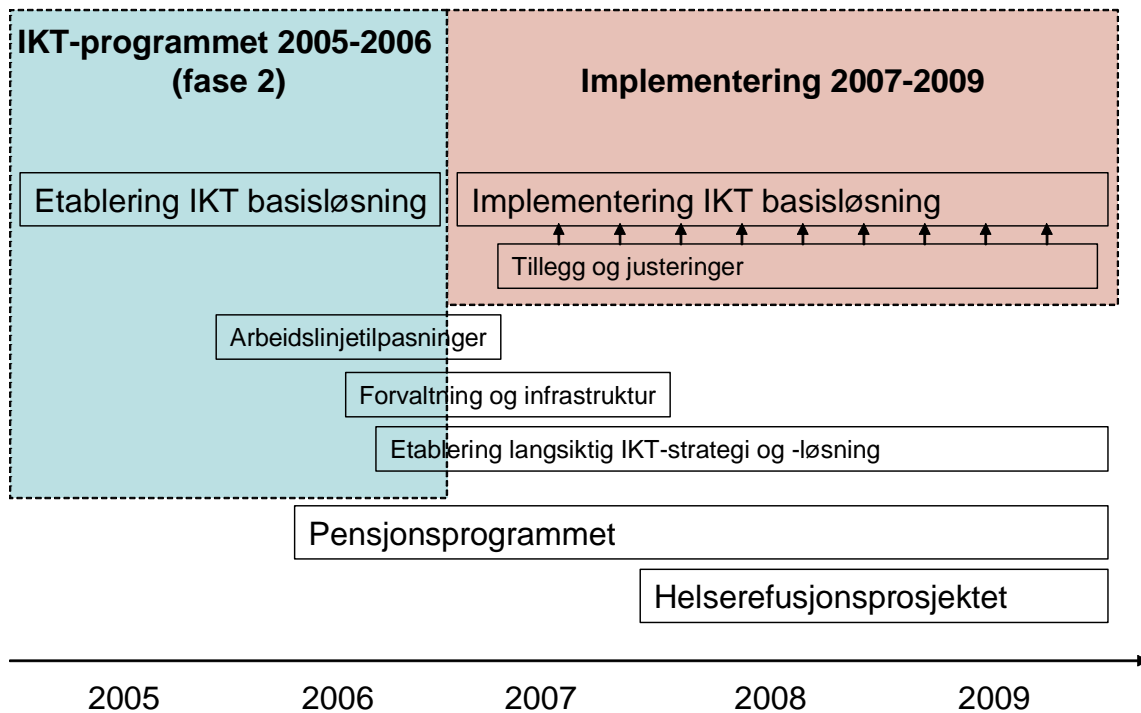 IKT-programmet 2005-2006
(fase 2)
Implementering 2007-2009
Etablering IKT basisløsning
Implementering IKT basisløsning
Tillegg og justeringer
Arbeidslinjetilpasninger
Forvaltning og infrastruktur
Etablering langsiktig IKT-strategi og -løsning
Pensjonsprogrammet
Helserefusjonsprosjektet
2005
2006
2007
2008
2009